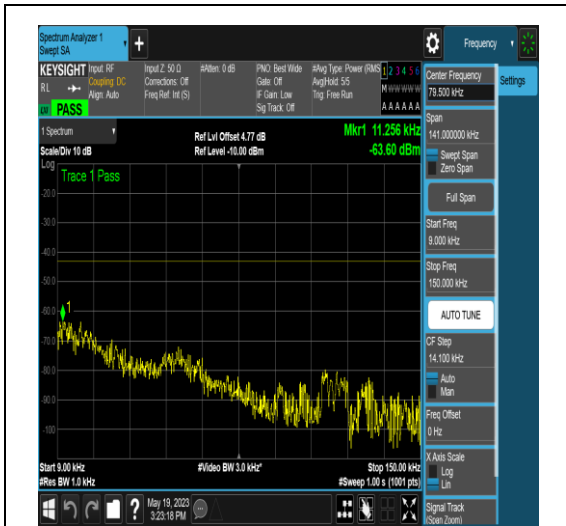 Spectrum Analyzer 1
Swept SA
+
Frequency
KEYSIGHT
RL
PASS
Input: RF
Coupling: DC
Align: Auto
Input Z: 50 Ω
Corrections: Off
Freq Ref: Int (S)
#Atten: 0 dB
PNO: Best Wide
Gate: Off
IF Gain: Low
Sig Track: Off
#Avg Type: Power (RMS
Avg|Hold: 5/5
Trig: Free Run
1 2 3 4 5 6
M W W W W W
A A A A A A
Center Frequency
79.500 kHz
Settings
Span
141.000000 kHz
Swept Span
Zero Span
Full Span
Start Freq
9.000 kHz
Stop Freq
150.000 kHz
AUTO TUNE
CF Step
14.100 kHz
Auto
Man
Freq Offset
0 Hz
X Axis Scale
Log
Lin
Signal Track
(Span Zoom)
1 Spectrum
Scale/Div 10 dB
Ref Lvl Offset 4.77 dB
Ref Level -10.00 dBm
Mkr1 11.256 kHz
-63.60 dBm
Log
Trace 1 Pass
-20.0
-30.0
-40.0
-50.0
-60.0
1
-70.0
-80.0
-90.0
-100
Start 9.00 kHz
#Res BW 1.0 kHz
#Video BW 3.0 kHz*
Stop 150.00 kHz
#Sweep 1.00 s (1001 pts)
?
May 19, 2023
3:23:18 PM